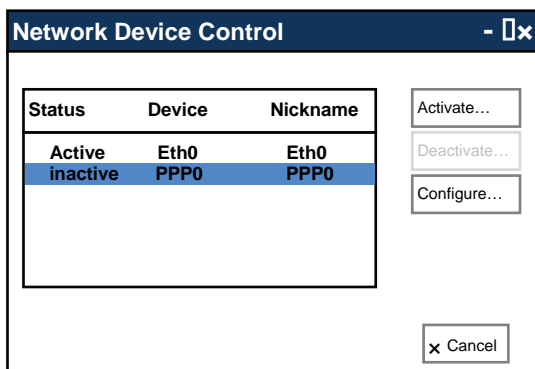 Network Device Control
Status Device Nickname
Active Eth0 Eth0
inactive PPP0 PPP0
Activate…
Deactivate…
Configure…
Cancel